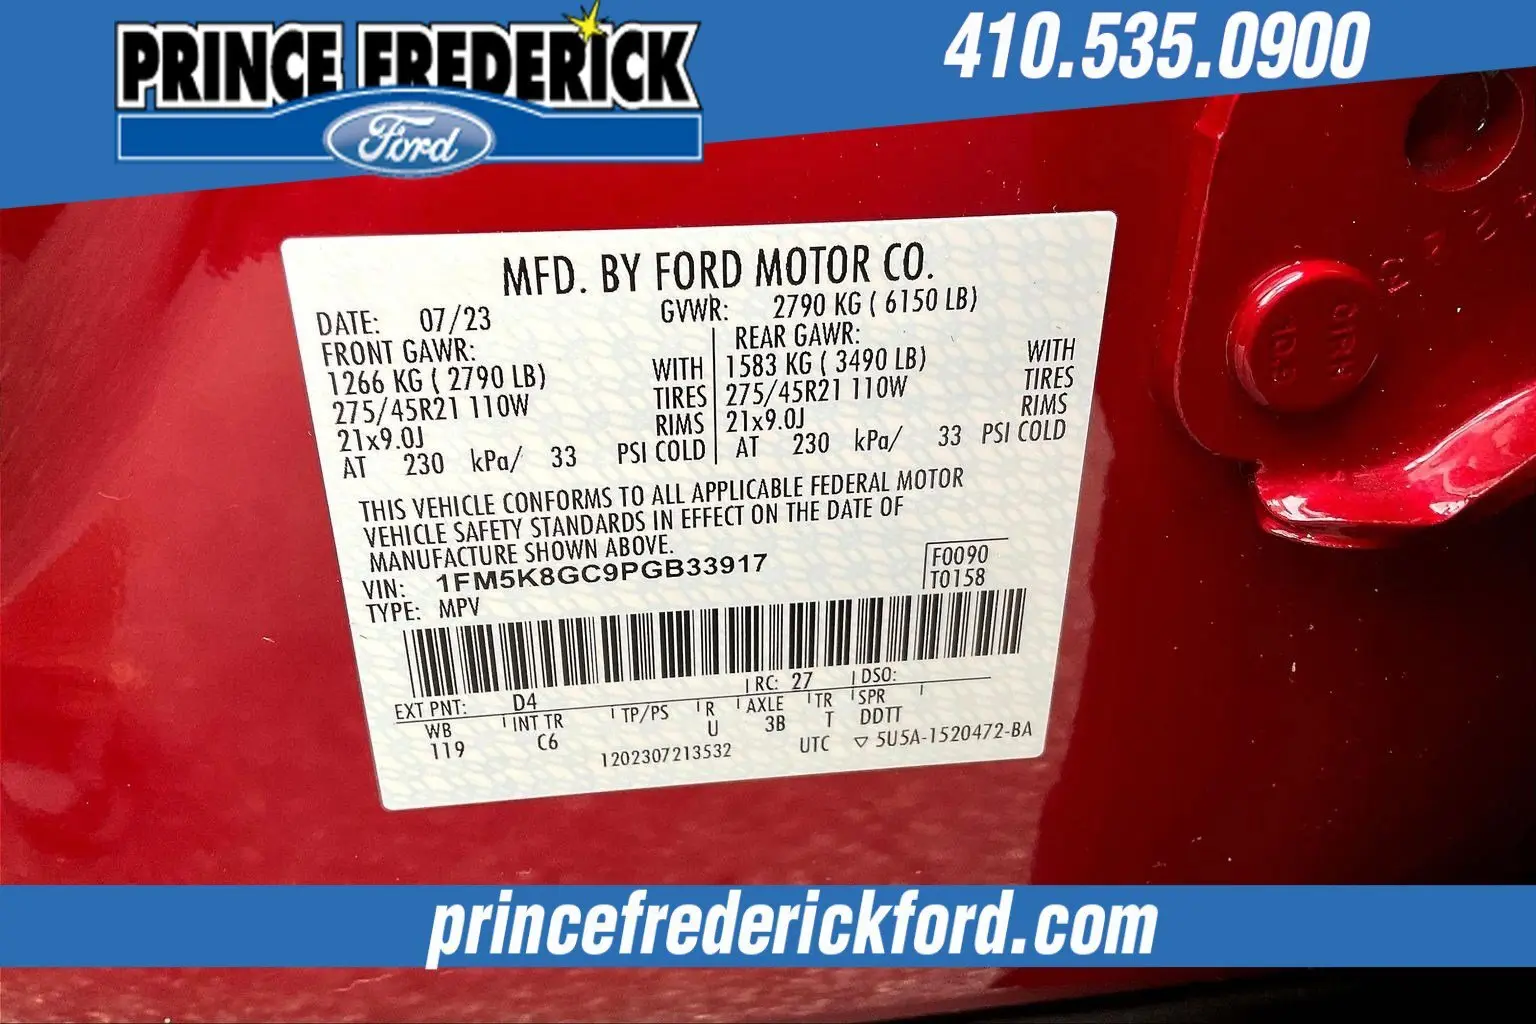 PRINCE FREDERICK
Ford
410.535.0900
MFD. BY FORD MOTOR CO.
DATE: 07/23 GVWR: 2790 KG ( 6150 LB)
FRONT GAWR: REAR GAWR:
1266 KG ( 2790 LB) WITH 1583 KG ( 3490 LB) WITH
275/45R21 110W TIRES 275/45R21 110W TIRES
21x9.0J RIMS 21x9.0J RIMS
AT 230 kPa/ 33 PSI COLD AT 230 kPa/ 33 PSI COLD
THIS VEHICLE CONFORMS TO ALL APPLICABLE FEDERAL MOTOR
VEHICLE SAFETY STANDARDS IN EFFECT ON THE DATE OF
MANUFACTURE SHOWN ABOVE.
VIN: 1FM5K8GC9PGB33917 F0090
TYPE: MPV T0158
EXT PNT: D4 RC: 27 DSO:
WB INT TR TP/PS R AXLE TR SPR
119 C6 U 3B T DDTT
1202307213532 UTC ▽ 5U5A-1520472-BA
princefrederickford.com